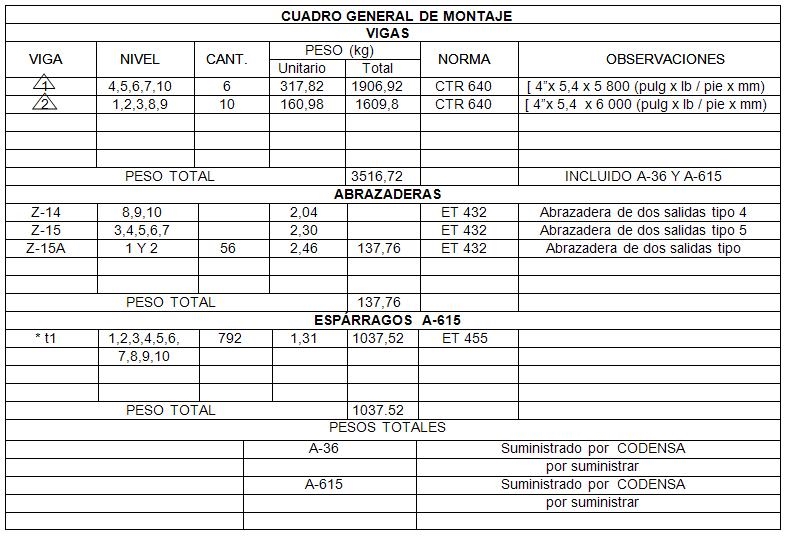 CUADRO GENERAL DE MONTAJE
VIGAS
VIGA NIVEL CANT. PESO (kg) NORMA OBSERVACIONES
Unitario Total
1 4,5,6,7,10 6 317,82 1906,92 CTR 640 [ 4”x 5,4 x 5 800 (pulg x lb / pie x mm)
2 1,2,3,8,9 10 160,98 1609,8 CTR 640 [ 4”x 5,4 x 6 000 (pulg x lb / pie x mm)
PESO TOTAL 3516,72 INCLUIDO A-36 Y A-615
ABRAZADERAS
Z-14 8,9,10 2,04 ET 432 Abrazadera de dos salidas tipo 4
Z-15 3,4,5,6,7 2,30 ET 432 Abrazadera de dos salidas tipo 5
Z-15A 1 Y 2 56 2,46 137,76 ET 432 Abrazadera de dos salidas tipo
PESO TOTAL 137,76
ESPÁRRAGOS A-615
* t1 1,2,3,4,5,6, 792 1,31 1037,52 ET 455
7,8,9,10
PESO TOTAL 1037.52
PESOS TOTALES
A-36 Suministrado por CODENSA
por suministrar
A-615 Suministrado por CODENSA
por suministrar